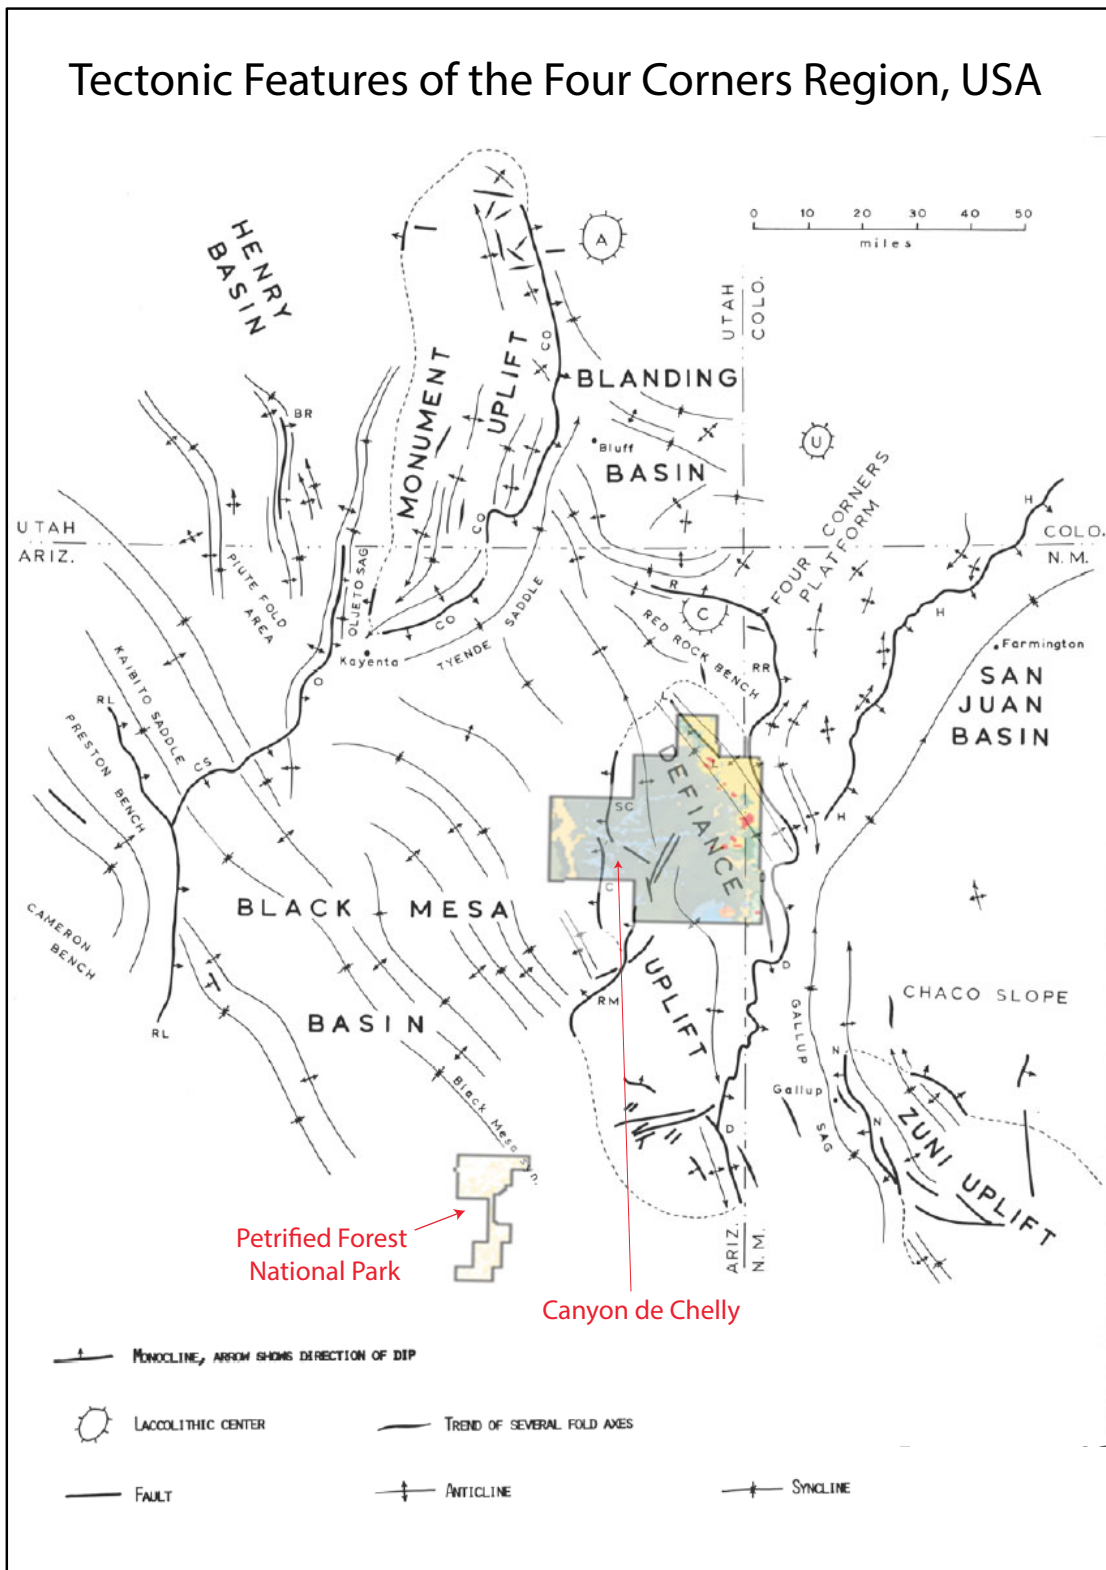 Tectonic Features of the Four Corners Region, USA
HENRY
BASIN
A
0 10 20 30 40 50
miles
UTAH
COLO.
MONUMENT
UPLIFT
CO
BLANDING
BASIN
BR
Bluff
U
FOUR CORNERS
PLATFORM
H
UTAH
ARIZ.
COLO.
N.M.
PIUTE FOLD
AREA
OLJETO SAG
CO
CO
Kayenta
TYENDE SADDLE
R
C
RED ROCK BENCH
RR
H
Farmington
SAN
JUAN
BASIN
KAIBITO SADDLE
RL
PRESTON BENCH
O
CS
DEFIANCE
UPLIFT
SC
C
H
CAMERON
BENCH
BLACK MESA
BASIN
RL
RM
D
GALLUP
SAG
CHACO SLOPE
N
Gallup
N
ZUNI UPLIFT
Black Mesa Syn.
D
ARIZ.
N.M.
Petrified Forest
National Park
Canyon de Chelly
MONOCLINE, ARROW SHOWS DIRECTION OF DIP
LACCOLITHIC CENTER
TREND OF SEVERAL FOLD AXES
FAULT
ANTICLINE
SYNCLINE